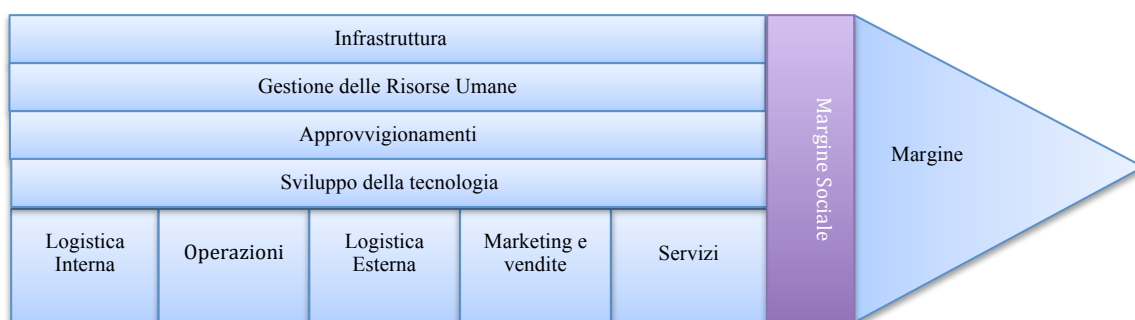 Infrastruttura
Gestione delle Risorse Umane
Approvvigionamenti
Sviluppo della tecnologia
Logistica
Interna
Operazioni
Logistica
Esterna
Marketing e
vendite
Servizi
Margine Sociale
Margine